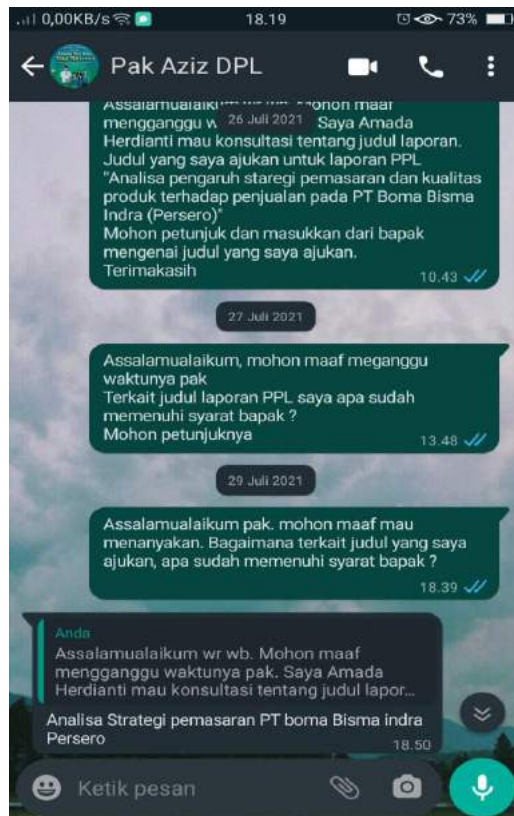 0,00KB/s
18.19
73%
Pak Aziz DPL
26 Juli 2021
mengganggu Saya Amada
Herdianti mau konsultasi tentang judul laporan.
Judul yang saya ajukan untuk laporan PPL
"Analisa pengaruh staregi pemasaran dan kualitas
produk terhadap penjualan pada PT Boma Bisma
Indra (Persero)"
Mohon petunjuk dan masukkan dari bapak
mengenai judul yang saya ajukan.
Terimakasih
10.43
27 Juli 2021
Assalamualaikum, mohon maaf meganggu
waktunya pak
Terkait judul laporan PPL saya apa sudah
memenuhi syarat bapak ?
Mohon petunjuknya
13.48
29 Juli 2021
Assalamualaikum pak. mohon maaf mau
menanyakan. Bagaimana terkait judul yang saya
ajukan, apa sudah memenuhi syarat bapak ?
18.39
Anda
Assalamualaikum wr wb. Mohon maaf
mengganggu waktunya pak. Saya Amada
Herdianti mau konsultasi tentang judul lapor...
Analisa Strategi pemasaran PT boma Bisma indra
Persero
18.50
Ketik pesan